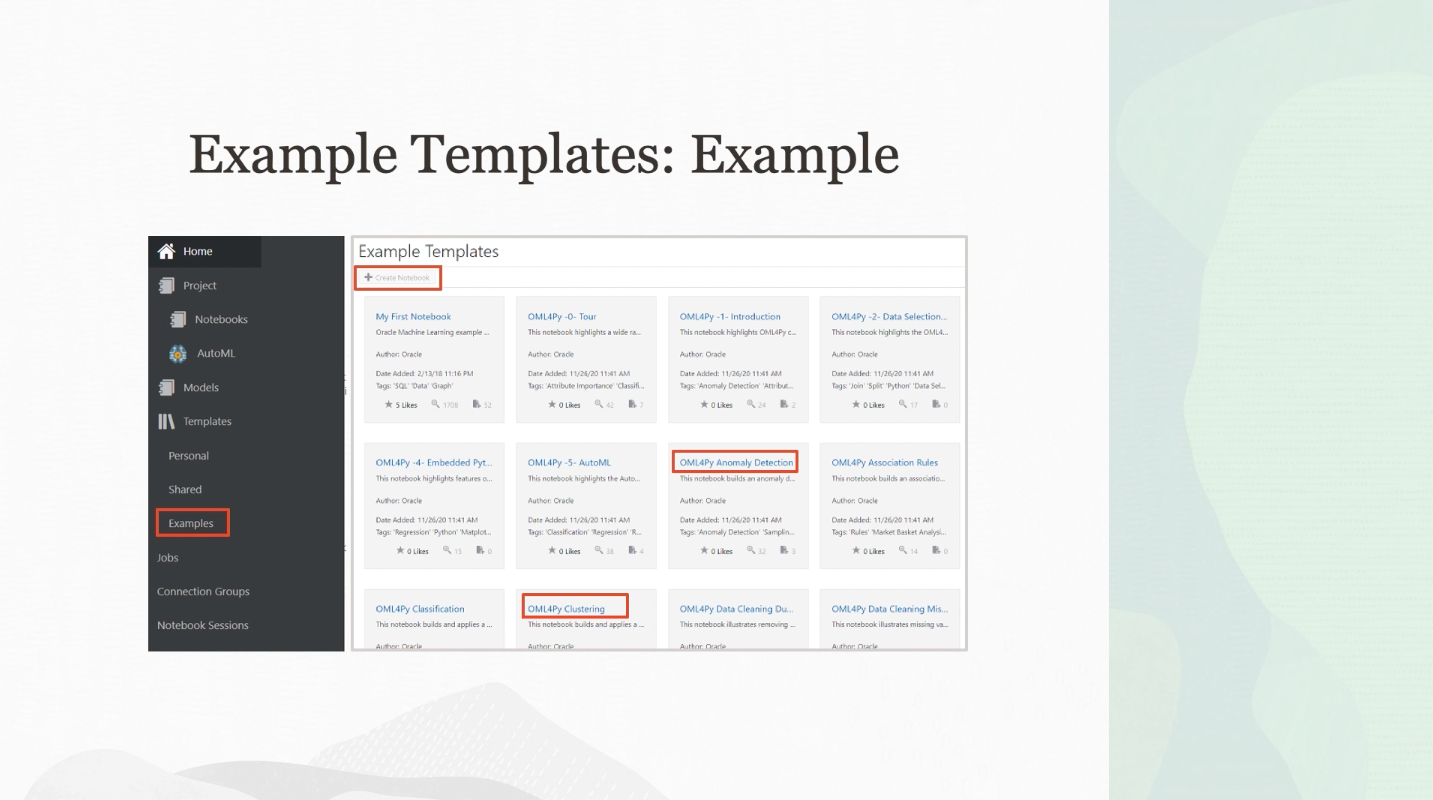 Example Templates: Example
Home
Project
Notebooks
AutoML
Models
Templates
Personal
Shared
Examples
Jobs
Connection Groups
Notebook Sessions
Example Templates
Create Notebook
My First Notebook
Oracle Machine Learning example ...
Author: Oracle
Date Added: 2/13/18 11:16 PM
Tags: 'SQL' 'Data' 'Graph'
5 Likes 1708 52
OML4Py -0- Tour
This notebook highlights a wide ra...
Author: Oracle
Date Added: 11/26/20 11:41 AM
Tags: 'Attribute Importance' 'Classifi...
0 Likes 42 7
OML4Py -1- Introduction
This notebook highlights OML4Py c...
Author: Oracle
Date Added: 11/26/20 11:41 AM
Tags: 'Anomaly Detection' 'Attribut...
0 Likes 24 2
OML4Py -2- Data Selection...
This notebook highlights the OML4...
Author: Oracle
Date Added: 11/26/20 11:41 AM
Tags: 'Join' 'Split' 'Python' 'Data Sel...
0 Likes 17 0
OML4Py -4- Embedded Pyt...
This notebook highlights features o...
Author: Oracle
Date Added: 11/26/20 11:41 AM
Tags: 'Regression' 'Python' 'Matplot...
0 Likes 15 0
OML4Py -5- AutoML
This notebook highlights the Auto...
Author: Oracle
Date Added: 11/26/20 11:41 AM
Tags: 'Classification' 'Regression' 'R...
0 Likes 38 4
OML4Py Anomaly Detection
This notebook builds an anomaly d...
Author: Oracle
Date Added: 11/26/20 11:41 AM
Tags: 'Anomaly Detection' 'Samplin...
0 Likes 32 3
OML4Py Association Rules
This notebook builds an associatio...
Author: Oracle
Date Added: 11/26/20 11:41 AM
Tags: 'Rules' 'Market Basket Analysi...
0 Likes 14 0
OML4Py Classification
This notebook builds and applies a ...
Author: Oracle
OML4Py Clustering
This notebook builds and applies a ...
Author: Oracle
OML4Py Data Cleaning Du...
This notebook illustrates removing ...
Author: Oracle
OML4Py Data Cleaning Mis...
This notebook illustrates missing va...
Author: Oracle